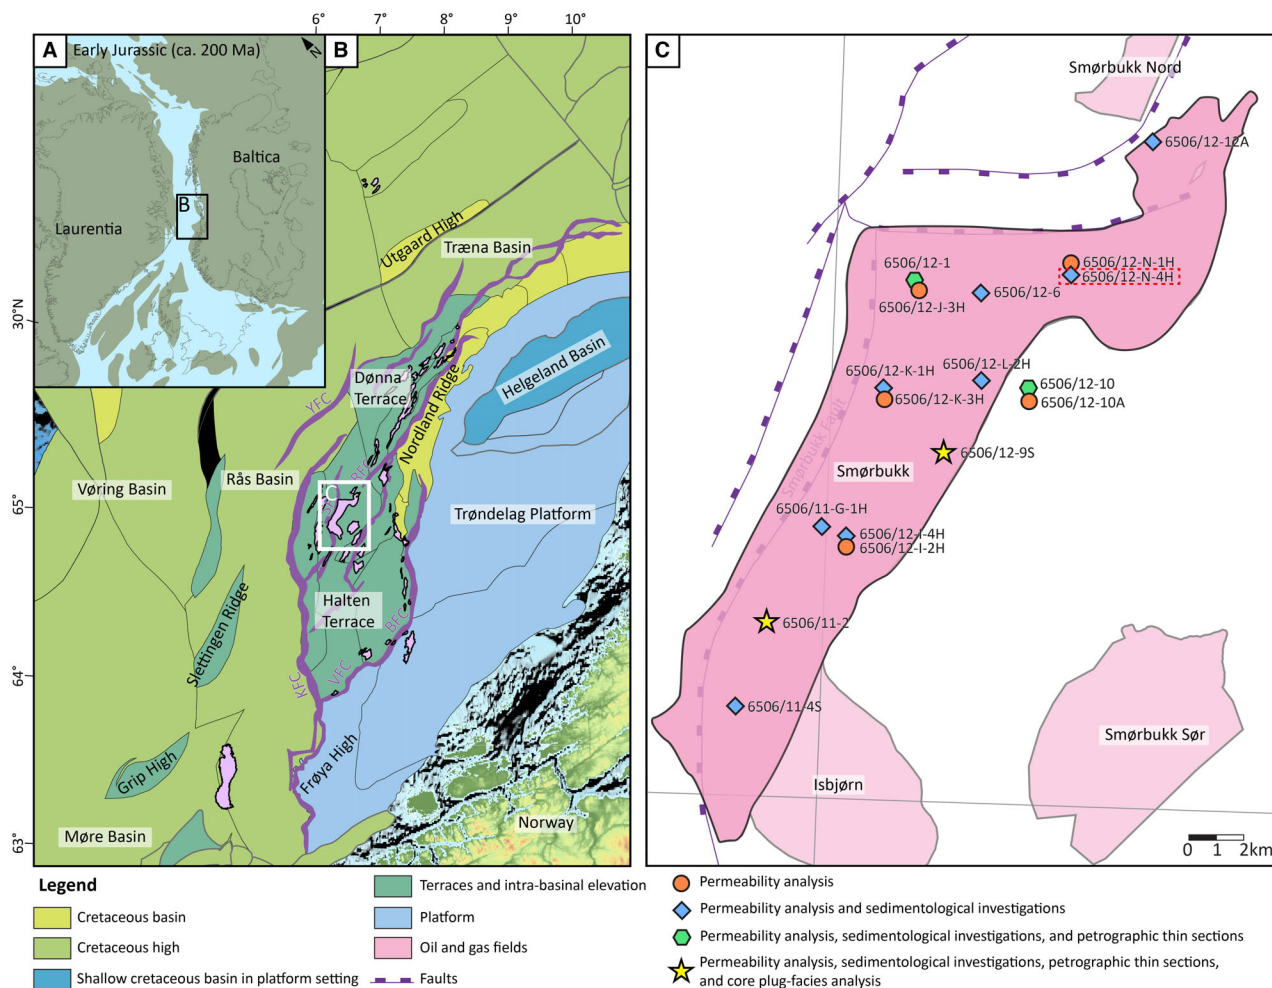 6° 7° 8° 9° 10°
A
Early Jurassic (ca. 200 Ma)
N
B
C
Baltica
Laurentia
B
Utgaard High
Træna Basin
30°N
Dønna
Terrace
Helgeland Basin
YFC
Nordland Ridge
Rås Basin
Vøring Basin
RFC
C
65°
Trøndelag Platform
Halten
Terrace
BFC
Slettingen Ridge
VFC
KFC
64°
Frøya High
Grip High
Norway
Møre Basin
63°
Smørbukk Nord
6506/12-12A
6506/12-1
6506/12-N-1H
6506/12-N-4H
6506/12-6
6506/12-J-3H
6506/12-K-1H
6506/12-L-2H
6506/12-10
6506/12-K-3H
6506/12-10A
Smørbukk Fault
6506/12-9S
Smørbukk
6506/11-G-1H
6506/12-I-4H
6506/12-I-2H
6506/11-2
6506/11-4S
Smørbukk Sør
Isbjørn
0 1 2km
Legend
Cretaceous basin
Cretaceous high
Shallow cretaceous basin in platform setting
Terraces and intra-basinal elevation
Platform
Oil and gas fields
Faults
Permeability analysis
Permeability analysis and sedimentological investigations
Permeability analysis, sedimentological investigations, and petrographic thin sections
Permeability analysis, sedimentological investigations, petrographic thin sections,
and core plug-facies analysis